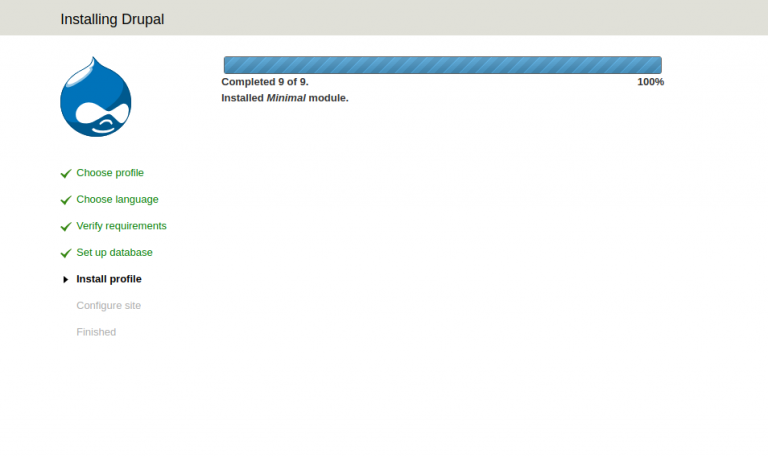 Installing Drupal
Completed 9 of 9.
100%
Installed Minimal module.
Choose profile
Choose language
Verify requirements
Set up database
Install profile
Configure site
Finished